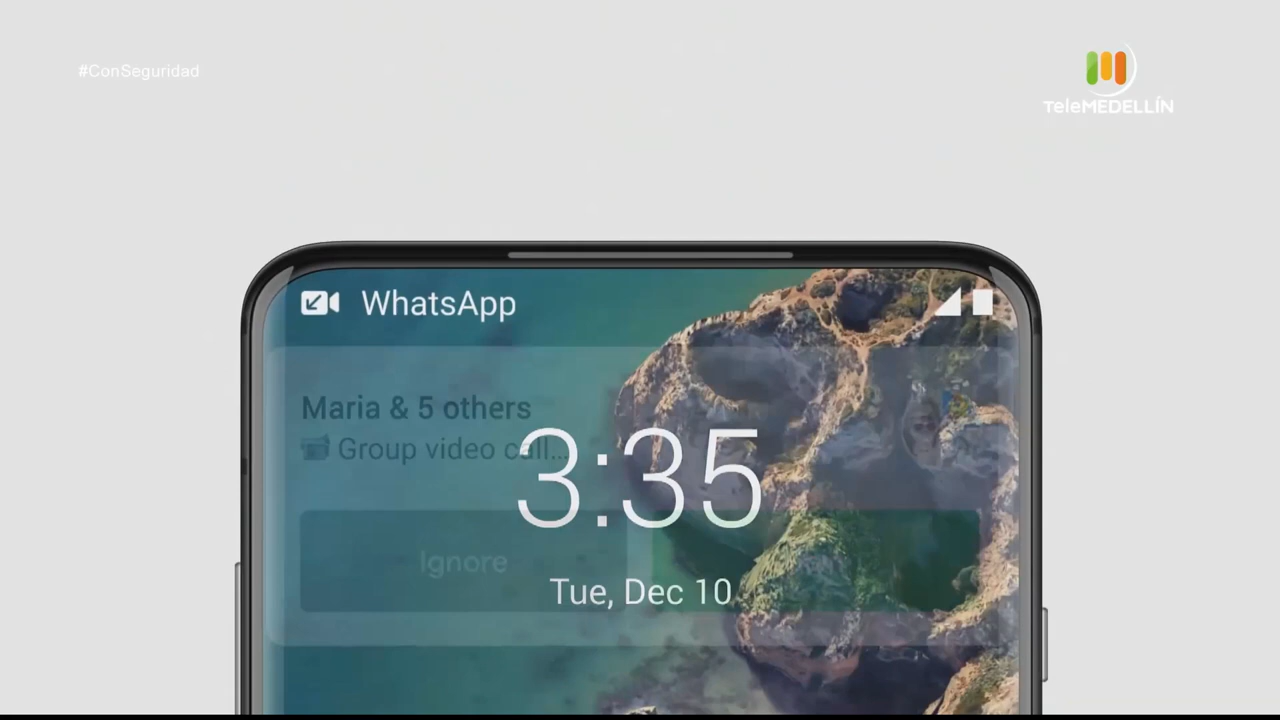 #ConSeguridad
TeleMEDELLÍN
WhatsApp
Maria & 5 others
Group video call...
3:35
Ignore
Tue, Dec 10